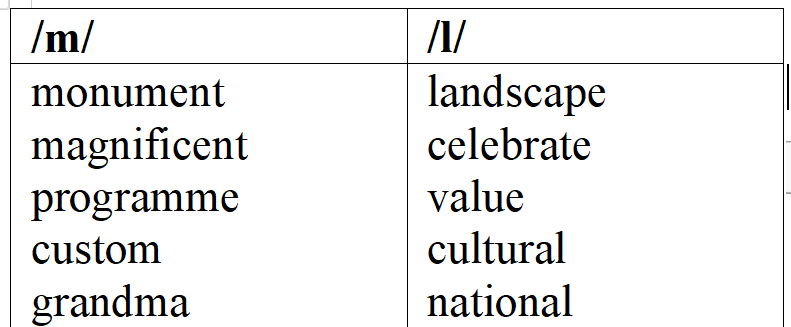 /m/ /l/
monument landscape
magnificent celebrate
programme value
custom cultural
grandma national